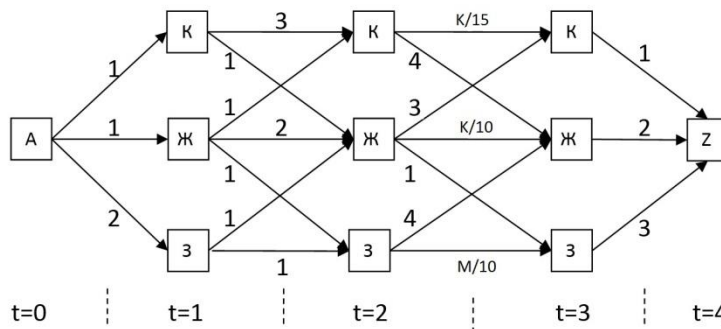 К 3 К K/15 К
1 1 4 1
1 3
А 1 Ж 2 Ж K/10 Ж 2 Z
1 1
2 1 4 3
З 1 З M/10 З
t=0 t=1 t=2 t=3 t=4